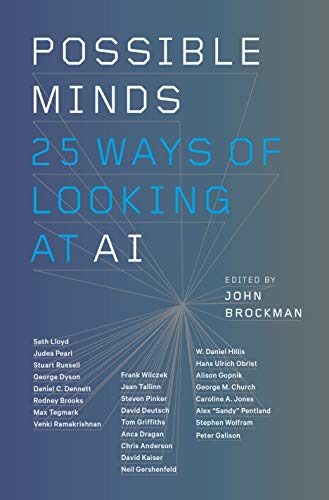 POSSIBLE
MINDS
25 WAYS OF
LOOKING
AT AI
EDITED BY
JOHN
BROCKMAN
Seth Lloyd
Judea Pearl
Stuart Russell
George Dyson
Daniel C. Dennett
Rodney Brooks
Max Tegmark
Venki Ramakrishnan
Frank Wilczek
Jaan Tallinn
Steven Pinker
David Deutsch
Tom Griffiths
Anca Dragan
Chris Anderson
David Kaiser
Neil Gershenfeld
W. Daniel Hillis
Hans Ulrich Obrist
Alison Gopnik
George M. Church
Caroline A. Jones
Alex “Sandy” Pentland
Stephen Wolfram
Peter Galison